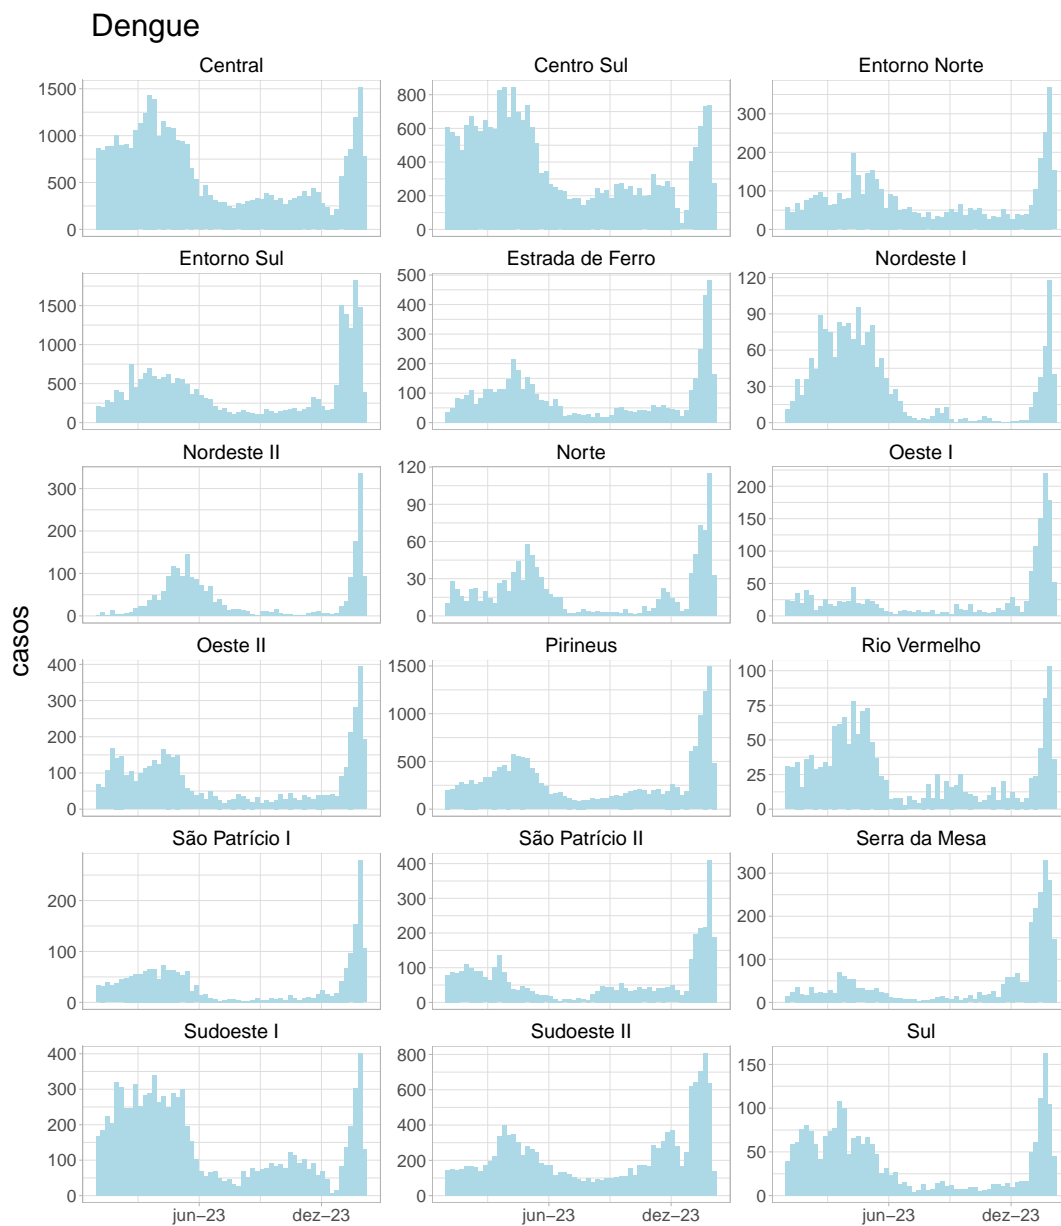 Dengue
Central Centro Sul Entorno Norte
1500 1000 500 0
800 600 400 200 0
300 200 100 0
Entorno Sul Estrada de Ferro Nordeste I
1500 1000 500 0
500 400 300 200 100 0
120 90 60 30 0
Nordeste II Norte Oeste I
300 200 100 0
120 90 60 30 0
200 150 100 50 0
casos
Oeste II Pirineus Rio Vermelho
400 300 200 100 0
1500 1000 500 0
100 75 50 25 0
São Patrício I São Patrício II Serra da Mesa
200 100 0
400 300 200 100 0
300 200 100 0
Sudoeste I Sudoeste II Sul
400 300 200 100 0
800 600 400 200 0
150 100 50 0
jun−23 dez−23 jun−23 dez−23 jun−23 dez−23